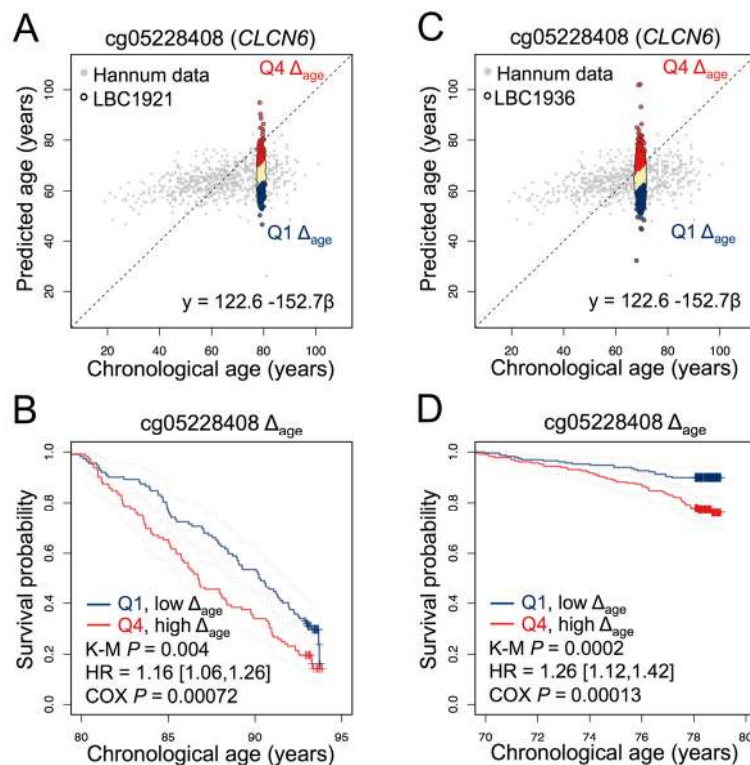 A
cg05228408 (CLCN6)
Q4 Δage
Hannum data
LBC1921
Q1 Δage
y = 122.6 -152.7β
Predicted age (years)
100
80
60
40
20
20 40 60 80 100
Chronological age (years)
C
cg05228408 (CLCN6)
Q4 Δage
Hannum data
LBC1936
Q1 Δage
y = 122.6 -152.7β
Predicted age (years)
100
80
60
40
20
20 40 60 80 100
Chronological age (years)
B
cg05228408 Δage
Survival probability
1.0
0.8
0.6
0.4
0.2
0.0
Q1, low Δage
Q4, high Δage
K-M P = 0.004
HR = 1.16 [1.06,1.26]
COX P = 0.00072
80 85 90 95
Chronological age (years)
D
cg05228408 Δage
Survival probability
1.0
0.8
0.6
0.4
0.2
0.0
Q1, low Δage
Q4, high Δage
K-M P = 0.0002
HR = 1.26 [1.12,1.42]
COX P = 0.00013
70 72 74 76 78 80
Chronological age (years)